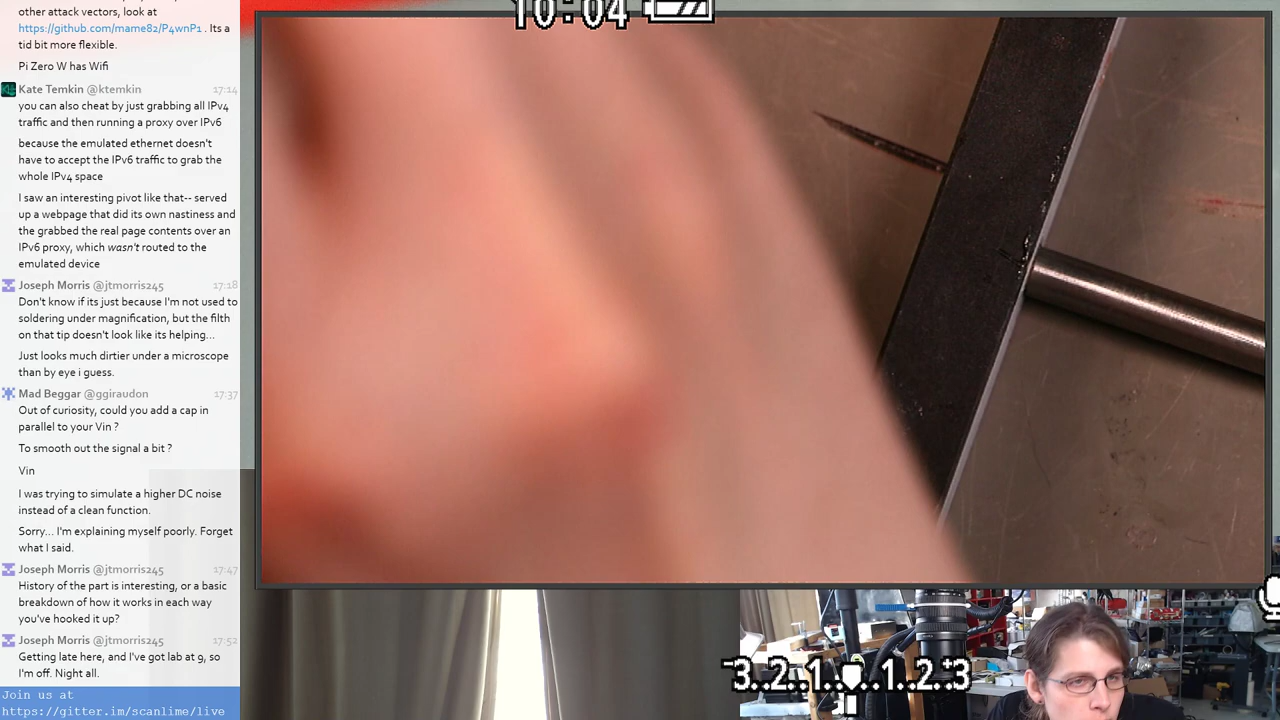 other attack vectors, look at
https://github.com/mame82/P4wnP1 . Its a
tid bit more flexible.
Pi Zero W has Wifi
Kate Temkin @ktemkin 17:14
you can also cheat by just grabbing all IPv4
traffic and then running a proxy over IPv6
because the emulated ethernet doesn't
have to accept the IPv6 traffic to grab the
whole IPv4 space
I saw an interesting pivot like that-- served
up a webpage that did its own nastiness and
the grabbed the real page contents over an
IPv6 proxy, which wasn't routed to the
emulated device
Joseph Morris @jtmorris245 17:18
Don't know if its just because I'm not used to
soldering under magnification, but the filth
on that tip doesn't look like its helping...
Just looks much dirtier under a microscope
than by eye i guess.
Mad Beggar @ggiraudon 17:37
Out of curiosity, could you add a cap in
parallel to your Vin ?
To smooth out the signal a bit ?
Vin
I was trying to simulate a higher DC noise
instead of a clean function.
Sorry... I'm explaining myself poorly. Forget
what I said.
Joseph Morris @jtmorris245 17:47
History of the part is interesting, or a basic
breakdown of how it works in each way
you've hooked it up?
Joseph Morris @jtmorris245 17:52
Getting late here, and I've got lab at 9, so
I'm off. Night all.
Join us at
https://gitter.im/scanlime/live
10:04
-3..2..1..1..2..+3